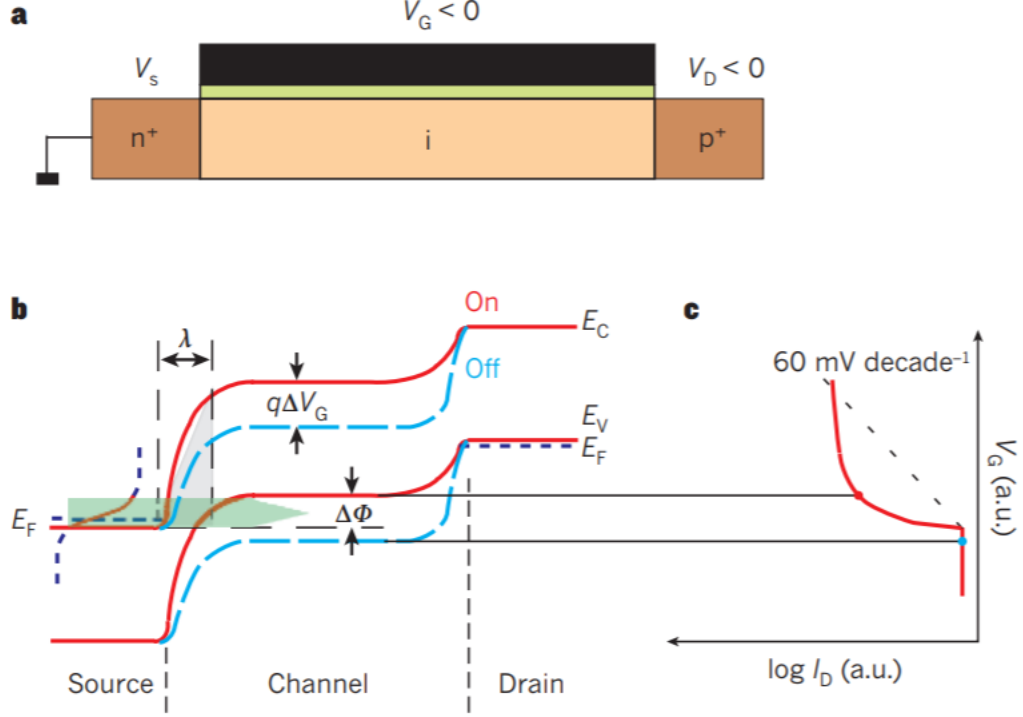 a
V_G < 0
V_s
V_D < 0
n⁺
i
p⁺
b
On
E_C
λ
Off
qΔV_G
E_V
E_F
E_F
ΔΦ
Source
Channel
Drain
c
60 mV decade⁻¹
V_G (a.u.)
log I_D (a.u.)